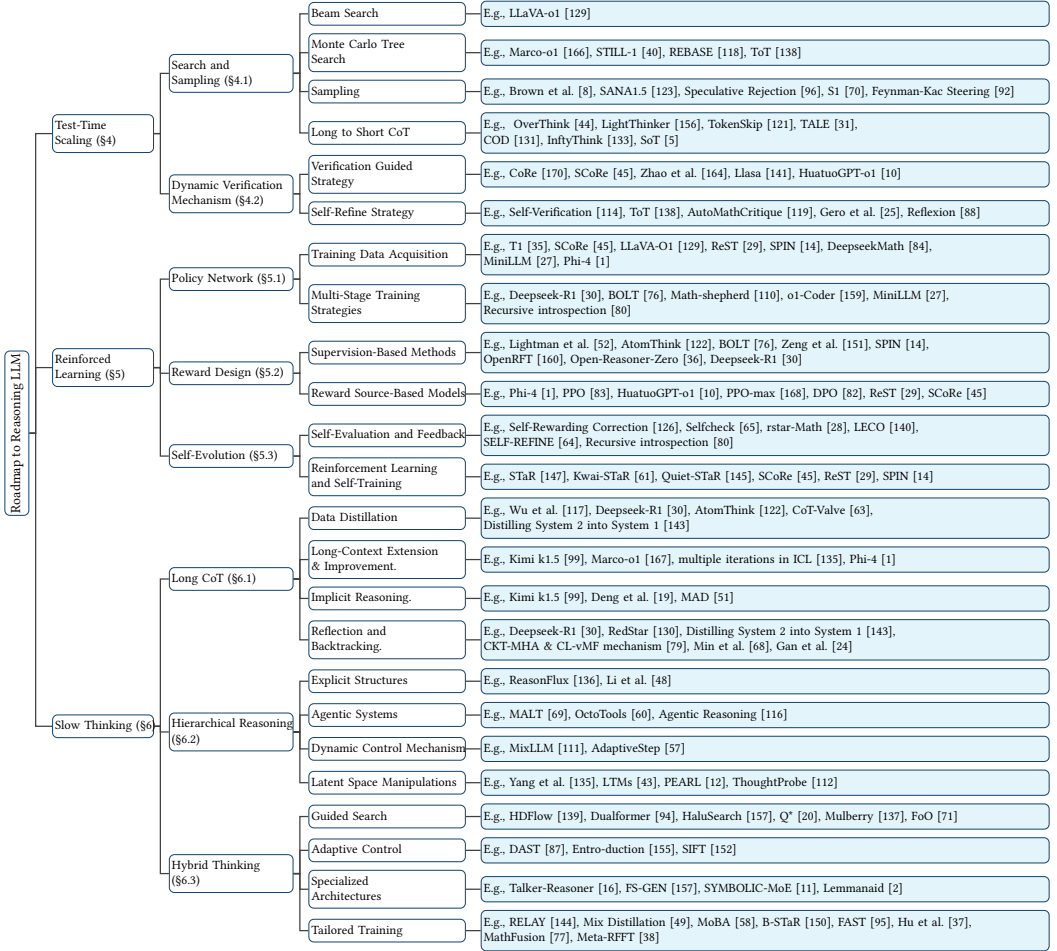 Roadmap to Reasoning LLM
Test-Time
Scaling (§4)
Search and
Sampling (§4.1)
Beam Search
E.g., LLaVA-o1 [129]
Monte Carlo Tree
Search
E.g., Marco-o1 [166], STILL-1 [40], REBASE [118], ToT [138]
Sampling
E.g., Brown et al. [8], SANA1.5 [123], Speculative Rejection [96], S1 [70], Feynman-Kac Steering [92]
Long to Short CoT
E.g., OverThink [44], LightThinker [156], TokenSkip [121], TALE [31],
COD [131], InftyThink [133], SoT [5]
Dynamic Verification
Mechanism (§4.2)
Verification Guided
Strategy
E.g., CoRe [170], SCoRe [45], Zhao et al. [164], Llasa [141], HuatuoGPT-o1 [10]
Self-Refine Strategy
E.g., Self-Verification [114], ToT [138], AutoMathCritique [119], Gero et al. [25], Reflexion [88]
Reinforced
Learning (§5)
Policy Network (§5.1)
Training Data Acquisition
E.g., T1 [35], SCoRe [45], LLaVA-O1 [129], ReST [29], SPIN [14], DeepseekMath [84],
MiniLLM [27], Phi-4 [1]
Multi-Stage Training
Strategies
E.g., Deepseek-R1 [30], BOLT [76], Math-shepherd [110], o1-Coder [159], MiniLLM [27],
Recursive introspection [80]
Reward Design (§5.2)
Supervision-Based Methods
E.g., Lightman et al. [52], AtomThink [122], BOLT [76], Zeng et al. [151], SPIN [14],
OpenRFT [160], Open-Reasoner-Zero [36], Deepseek-R1 [30]
Reward Source-Based Models
E.g., Phi-4 [1], PPO [83], HuatuoGPT-o1 [10], PPO-max [168], DPO [82], ReST [29], SCoRe [45]
Self-Evolution (§5.3)
Self-Evaluation and Feedback
E.g., Self-Rewarding Correction [126], Selfcheck [65], rstar-Math [28], LECO [140],
SELF-REFINE [64], Recursive introspection [80]
Reinforcement Learning
and Self-Training
E.g., STaR [147], Kwai-STaR [61], Quiet-STaR [145], SCoRe [45], ReST [29], SPIN [14]
Slow Thinking (§6)
Long CoT (§6.1)
Data Distillation
E.g., Wu et al. [117], Deepseek-R1 [30], AtomThink [122], CoT-Valve [63],
Distilling System 2 into System 1 [143]
Long-Context Extension
& Improvement.
E.g., Kimi k1.5 [99], Marco-o1 [167], multiple iterations in ICL [135], Phi-4 [1]
Implicit Reasoning.
E.g., Kimi k1.5 [99], Deng et al. [19], MAD [51]
Reflection and
Backtracking.
E.g., Deepseek-R1 [30], RedStar [130], Distilling System 2 into System 1 [143],
CKT-MHA & CL-vMF mechanism [79], Min et al. [68], Gan et al. [24]
Hierarchical Reasoning
(§6.2)
Explicit Structures
E.g., ReasonFlux [136], Li et al. [48]
Agentic Systems
E.g., MALT [69], OctoTools [60], Agentic Reasoning [116]
Dynamic Control Mechanism
E.g., MixLLM [111], AdaptiveStep [57]
Latent Space Manipulations
E.g., Yang et al. [135], LTMs [43], PEARL [12], ThoughtProbe [112]
Hybrid Thinking
(§6.3)
Guided Search
E.g., HDFlow [139], Dualformer [94], HaluSearch [157], Q* [20], Mulberry [137], FoO [71]
Adaptive Control
E.g., DAST [87], Entro-duction [155], SIFT [152]
Specialized
Architectures
E.g., Talker-Reasoner [16], FS-GEN [157], SYMBOLIC-MoE [11], Lemmanaid [2]
Tailored Training
E.g., RELAY [144], Mix Distillation [49], MoBA [58], B-STaR [150], FAST [95], Hu et al. [37],
MathFusion [77], Meta-RFFT [38]